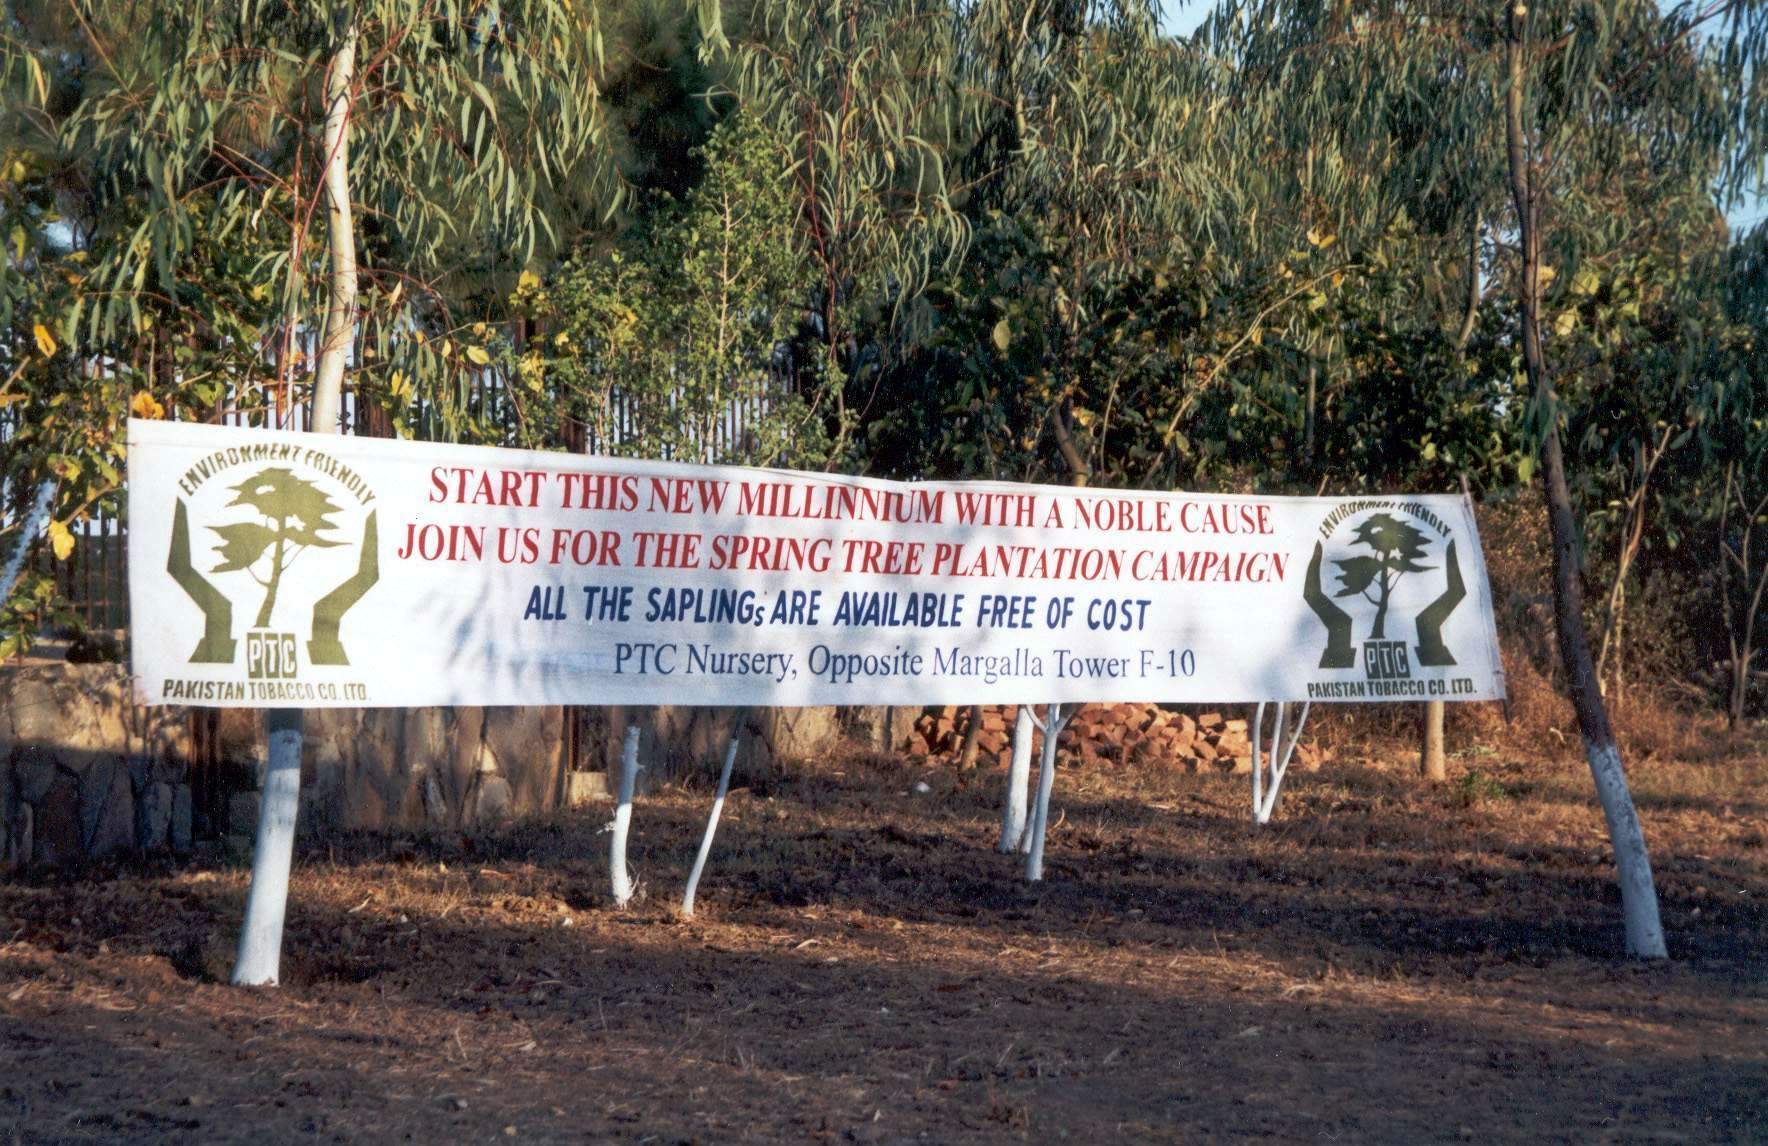 ENVIRONMENT FRIENDLY
PTC
PAKISTAN TOBACCO CO. LTD.
START THIS NEW MILLINNIUM WITH A NOBLE CAUSE
JOIN US FOR THE SPRING TREE PLANTATION CAMPAIGN
ALL THE SAPLINGs ARE AVAILABLE FREE OF COST
PTC Nursery, Opposite Margalla Tower F-10
ENVIRONMENT FRIENDLY
PTC
PAKISTAN TOBACCO CO. LTD.